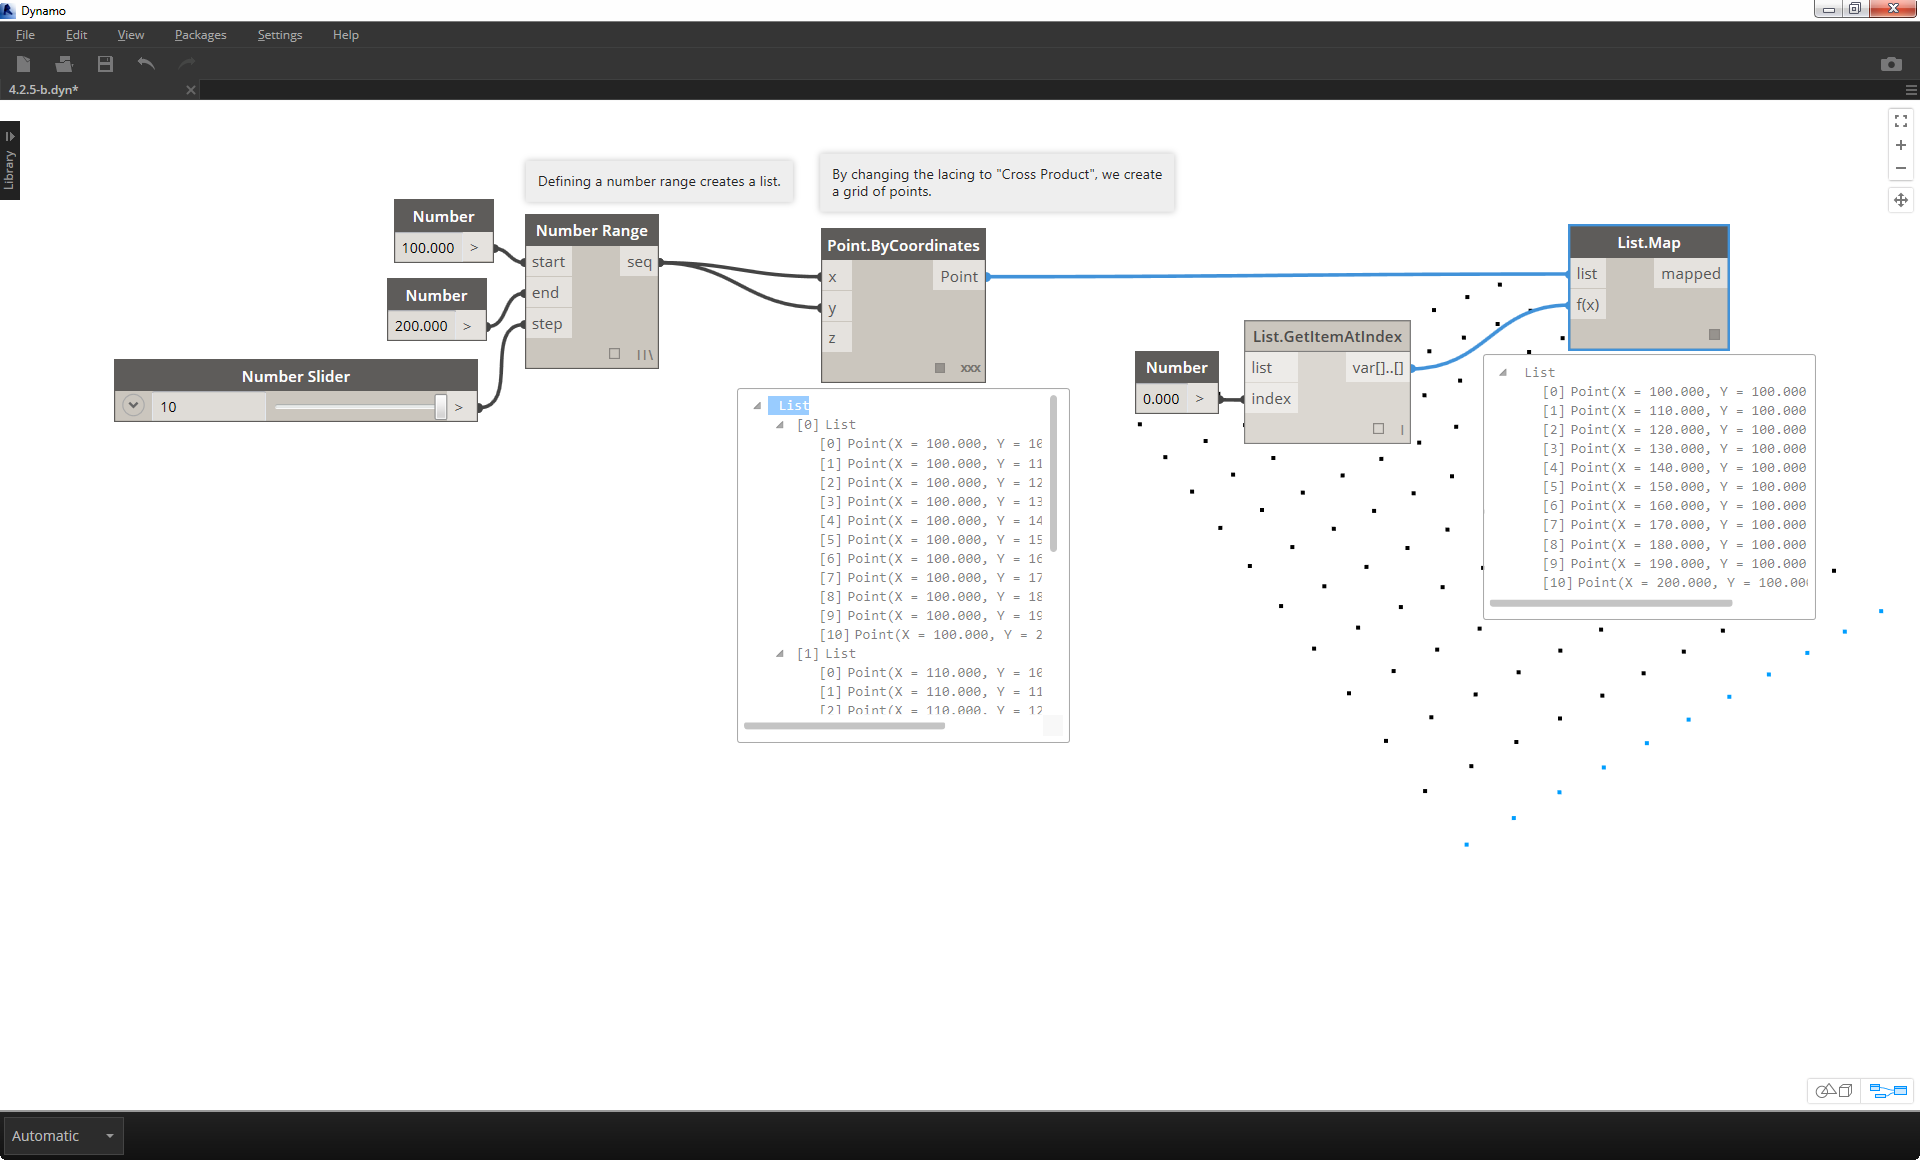 Dynamo
File Edit View Packages Settings Help
4.2.5-b.dyn*
Library
Defining a number range creates a list.
By changing the lacing to "Cross Product", we create
a grid of points.
Number
100.000 >
Number
200.000 >
Number Slider
10 >
Number Range
start seq
end
step
||\
Point.ByCoordinates
x Point
y
z
xxx
List
[0] List
[0] Point(X = 100.000, Y = 10
[1] Point(X = 100.000, Y = 11
[2] Point(X = 100.000, Y = 12
[3] Point(X = 100.000, Y = 13
[4] Point(X = 100.000, Y = 14
[5] Point(X = 100.000, Y = 15
[6] Point(X = 100.000, Y = 16
[7] Point(X = 100.000, Y = 17
[8] Point(X = 100.000, Y = 18
[9] Point(X = 100.000, Y = 19
[10] Point(X = 100.000, Y = 2
[1] List
[0] Point(X = 110.000, Y = 10
[1] Point(X = 110.000, Y = 11
[2] Point(X = 110.000, Y = 12
Number
0.000 >
List.GetItemAtIndex
list var[]..[]
index
|
List.Map
list mapped
f(x)
List
[0] Point(X = 100.000, Y = 100.000
[1] Point(X = 110.000, Y = 100.000
[2] Point(X = 120.000, Y = 100.000
[3] Point(X = 130.000, Y = 100.000
[4] Point(X = 140.000, Y = 100.000
[5] Point(X = 150.000, Y = 100.000
[6] Point(X = 160.000, Y = 100.000
[7] Point(X = 170.000, Y = 100.000
[8] Point(X = 180.000, Y = 100.000
[9] Point(X = 190.000, Y = 100.000
[10] Point(X = 200.000, Y = 100.00
Automatic